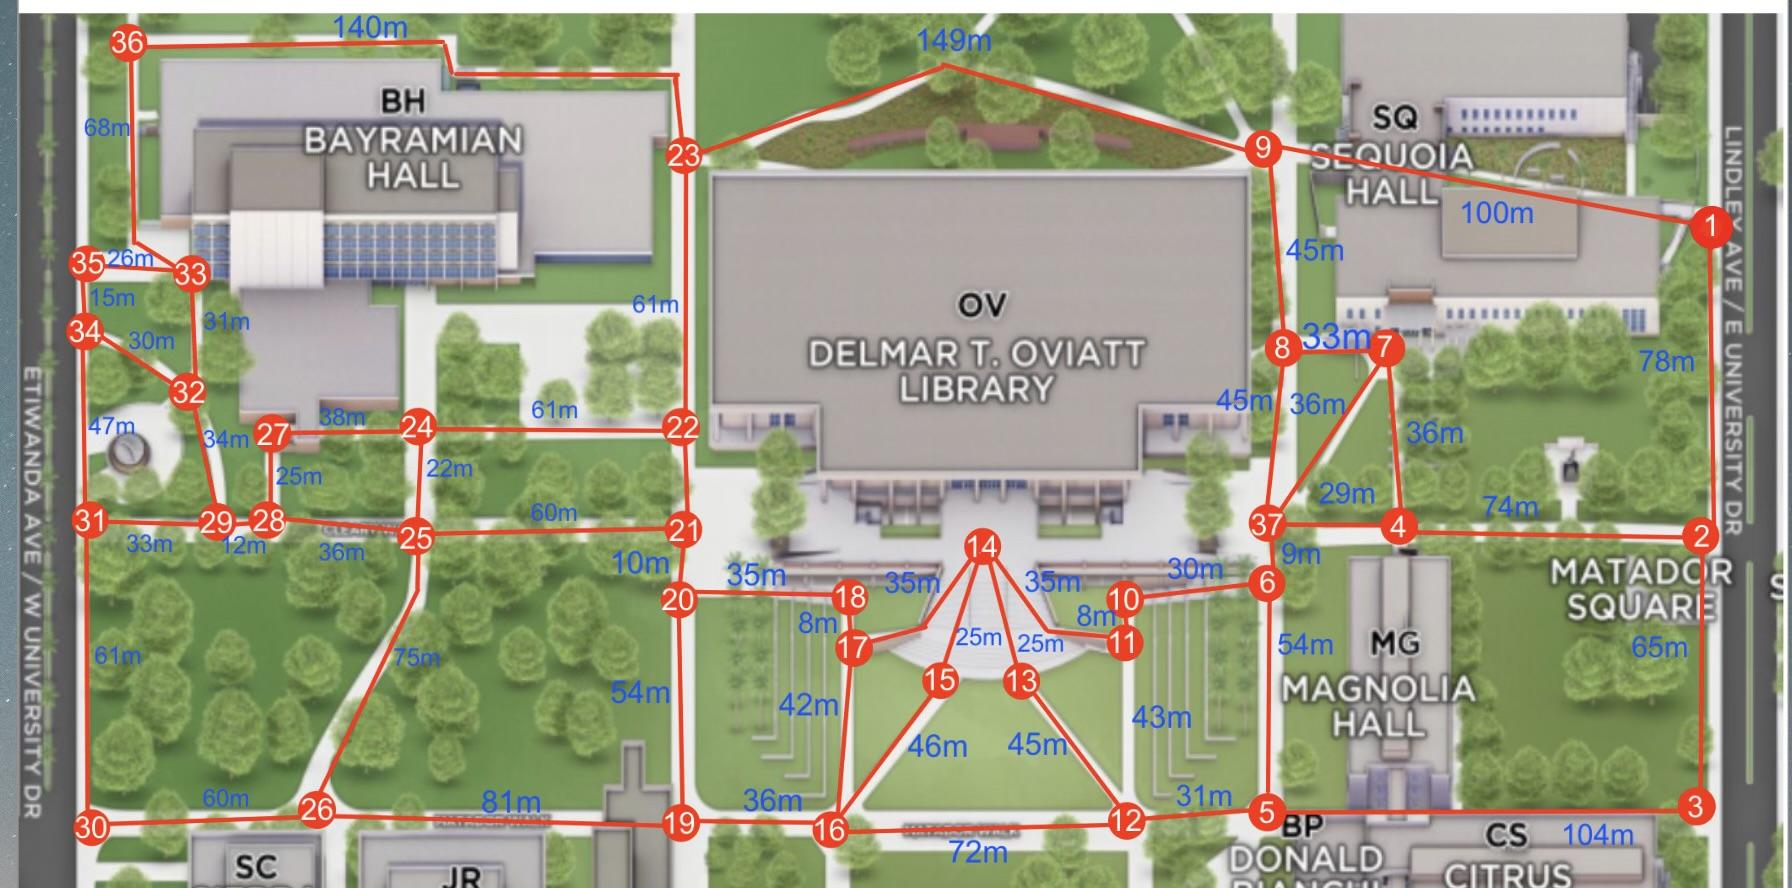 36
140m
149m
BH
BAYRAMIAN
HALL
68m
23
9
SQ
SEQUOIA
HALL
100m
1
LINDLEY AVE / E UNIVERSITY DR
35
26m
33
15m
34
30m
31m
61m
OV
DELMAR T. OVIATT
LIBRARY
45m
8
33m
7
78m
32
47m
34m
27
38m
24
61m
22
45m
36m
36m
25m
22m
ETIWANDA AVE / W UNIVERSITY DR
31
33m
29
12m
28
36m
25
60m
21
10m
29m
37
4
74m
2
9m
14
MATADOR
SQUARE
S
20
35m
18
35m
35m
10
30m
6
8m
17
8m
11
25m
25m
61m
75m
54m
15
13
54m
MG
MAGNOLIA
HALL
65m
42m
46m
45m
43m
60m
26
81m
36m
31m
30
19
16
MATADOR WALK
MATADOR WALK
72m
12
5
3
SC
JR
BP
DONALD
CS
CITRUS
104m